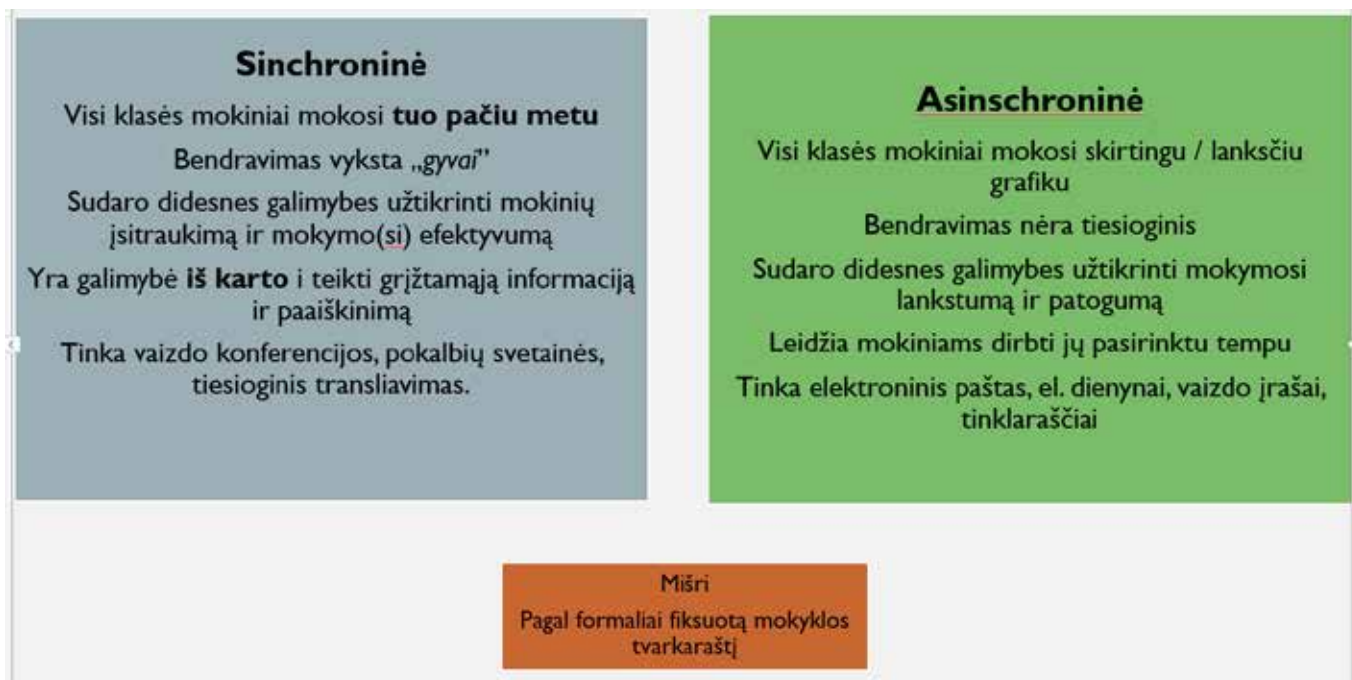 Sinchroninė
Visi klasės mokiniai mokosi tuo pačiu metu
Bendravimas vyksta „gyvai”
Sudaro didesnes galimybes užtikrinti mokinių
įsitraukimą ir mokymo(si) efektyvumą
Yra galimybė iš karto i teikti grįžtamąją informaciją
ir paaiškinimą
Tinka vaizdo konferencijos, pokalbių svetainės,
tiesioginis transliavimas.
Asinschroninė
Visi klasės mokiniai mokosi skirtingu / lanksčiu
grafiku
Bendravimas nėra tiesioginis
Sudaro didesnes galimybes užtikrinti mokymosi
lankstumą ir patogumą
Leidžia mokiniams dirbti jų pasirinktu tempu
Tinka elektroninis paštas, el. dienynai, vaizdo įrašai,
tinklaraščiai
Mišri
Pagal formaliai fiksuotą mokyklos
tvarkaraštį